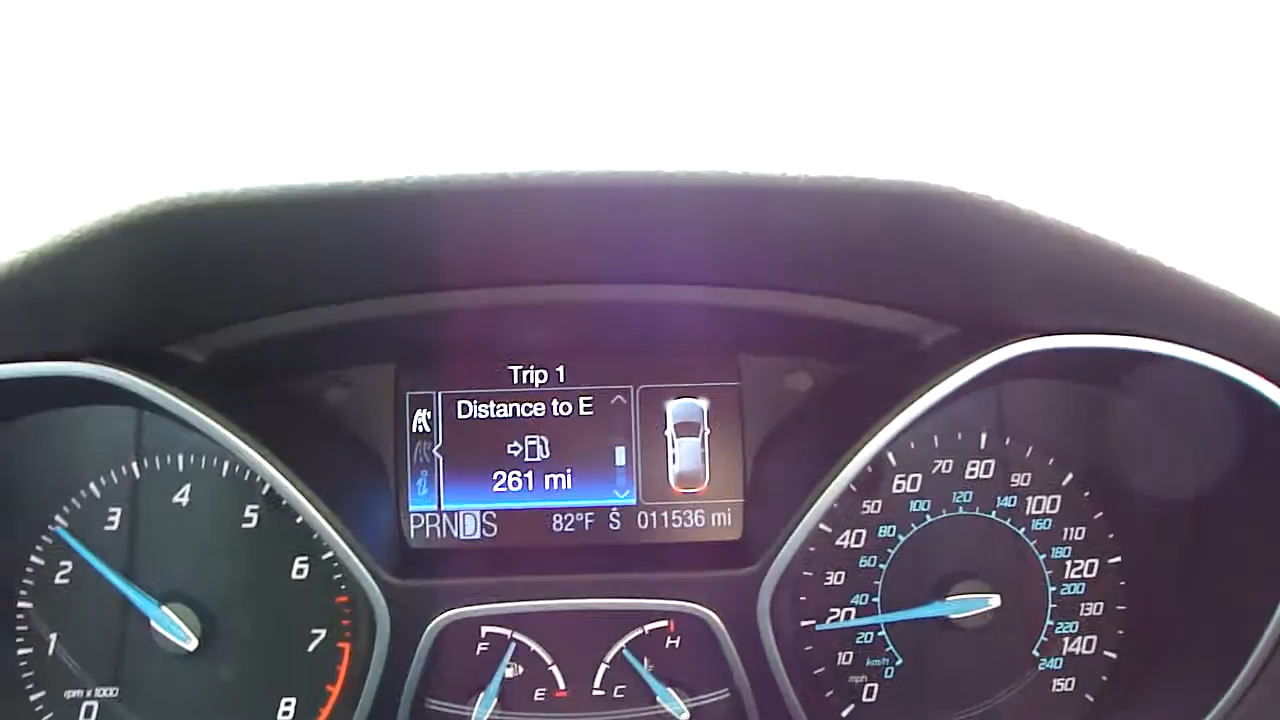 Trip 1
Distance to E
261 mi
i
PRNDS 82°F S 011536 mi
0 1 2 3 4 5 6 7 8
rpm x 1000
F E
C H
0 10 20 30 40 50 60 70 80 90 100 110 120 130 140 150
mph
km/h
0 20 40 60 80 100 120 140 160 180 200 220 240